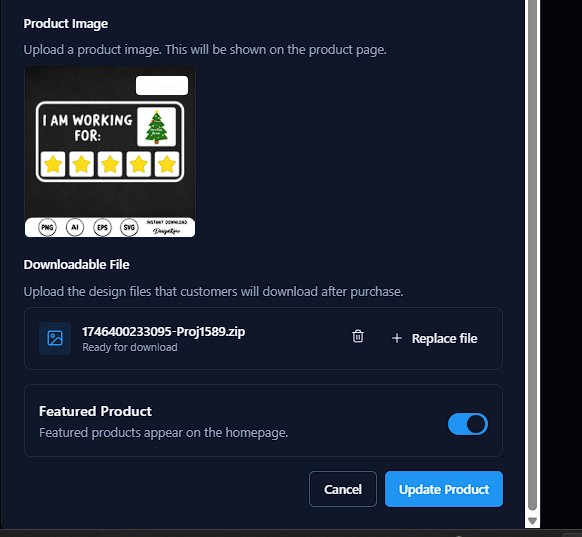 Product Image
Upload a product image. This will be shown on the product page.
I AM WORKING
FOR:
PNG
AI
EPS
SVG
INSTANT DOWNLOAD
Downloadable File
Upload the design files that customers will download after purchase.
1746400233095-Proj1589.zip
Ready for download
Replace file
Featured Product
Featured products appear on the homepage.
Cancel
Update Product